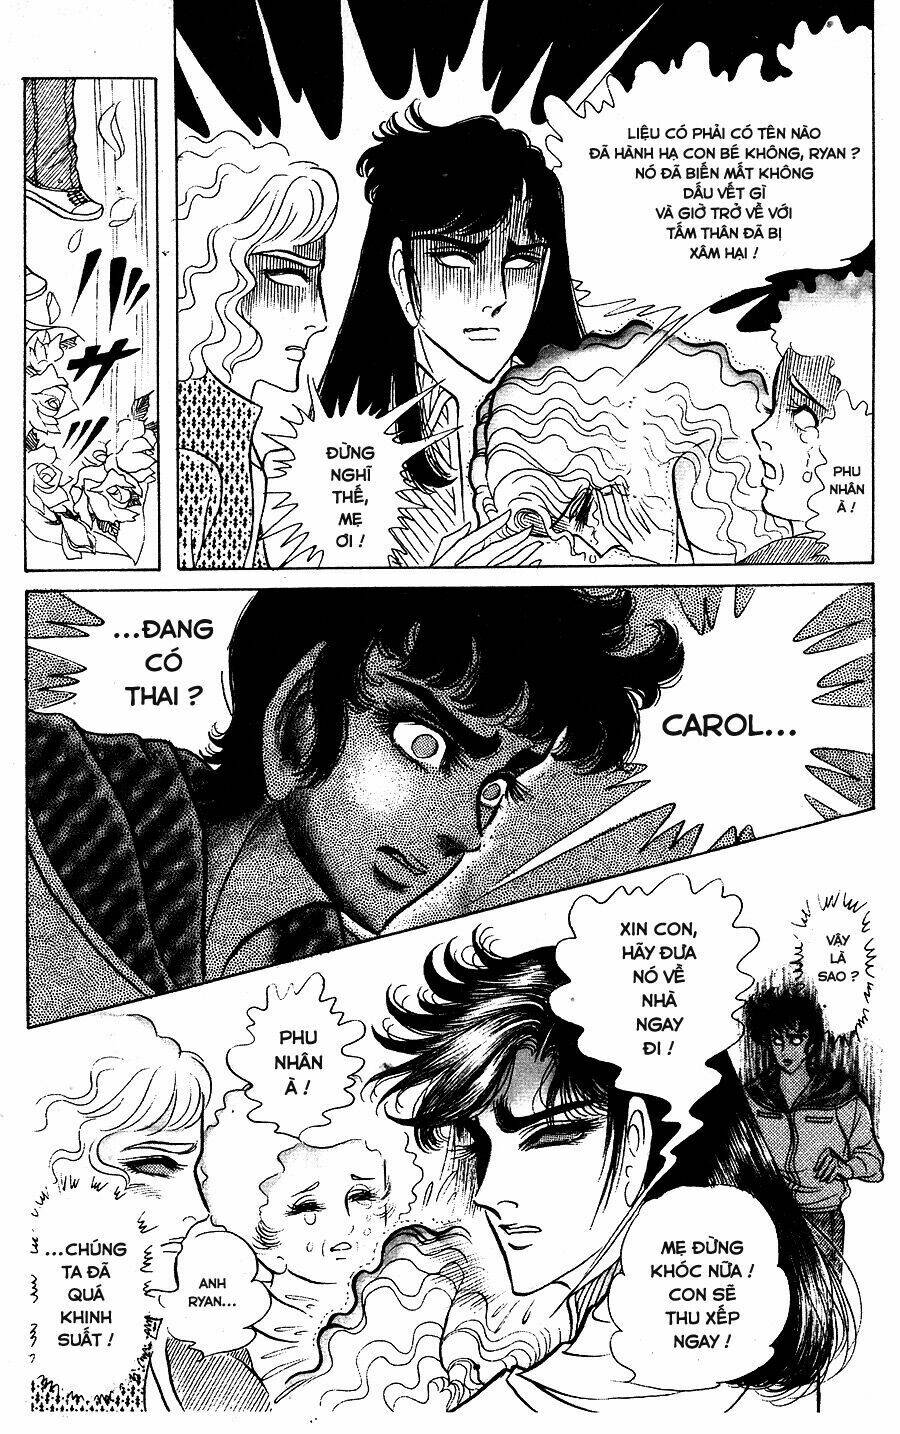 LIỆU CÓ PHẢI CÓ TÊN NÀO
ĐÃ HÀNH HẠ CON BÉ KHÔNG, RYAN ?
NÓ ĐÃ BIẾN MẤT KHÔNG
DẤU VẾT GÌ
VÀ GIỜ TRỞ VỀ VỚI
TẤM THÂN ĐÃ BỊ
XÂM HẠI !
ĐỪNG
NGHĨ
THẾ,
MẸ
ƠI !
PHU
NHÂN
À !
ザザザ
CAROL...
...ĐANG
CÓ
THAI ?
XIN CON,
HÃY ĐƯA
NÓ VỀ
NHÀ
NGAY
ĐI !
VẬY
LÀ
SAO ?
PHU
NHÂN
À !
MẸ ĐỪNG
KHÓC NỮA !
CON SẼ
THU XẾP
NGAY !
ANH
RYAN...
...CHÚNG
TA ĐÃ
QUÁ
KHINH
SUẤT !